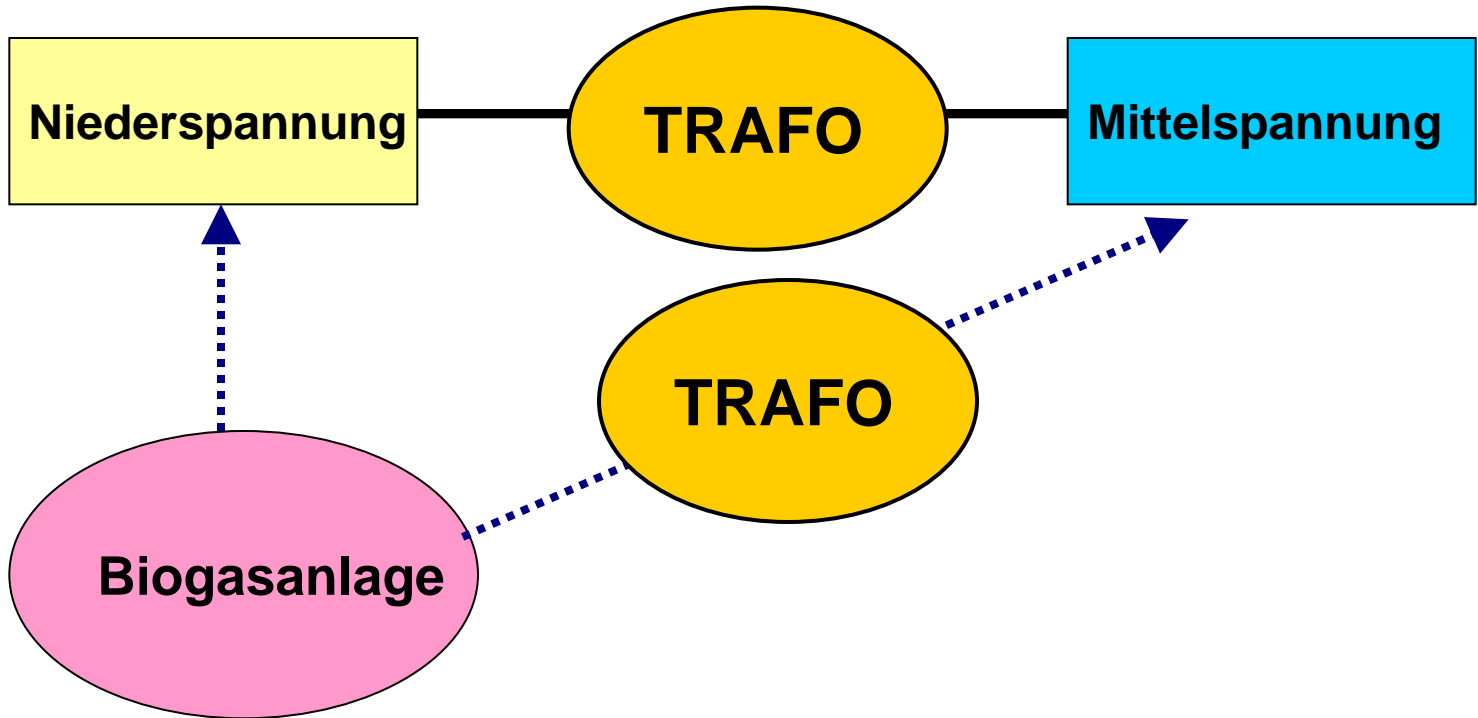 Niederspannung
TRAFO
Mittelspannung
TRAFO
Biogasanlage